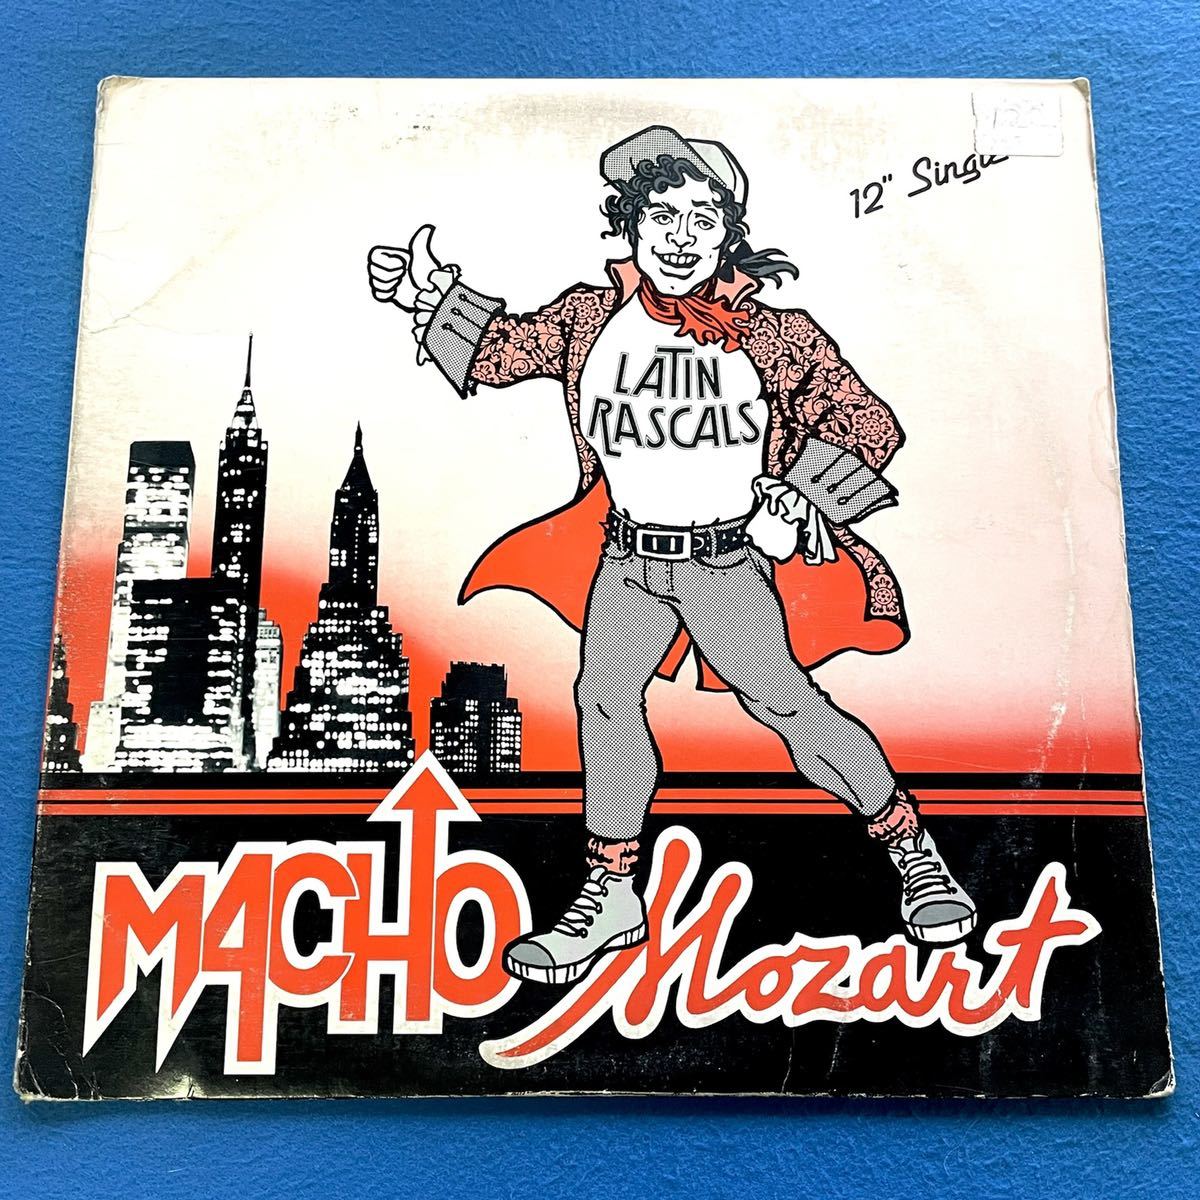 12" Single
LATIN
RASCALS
MACHO Mozart